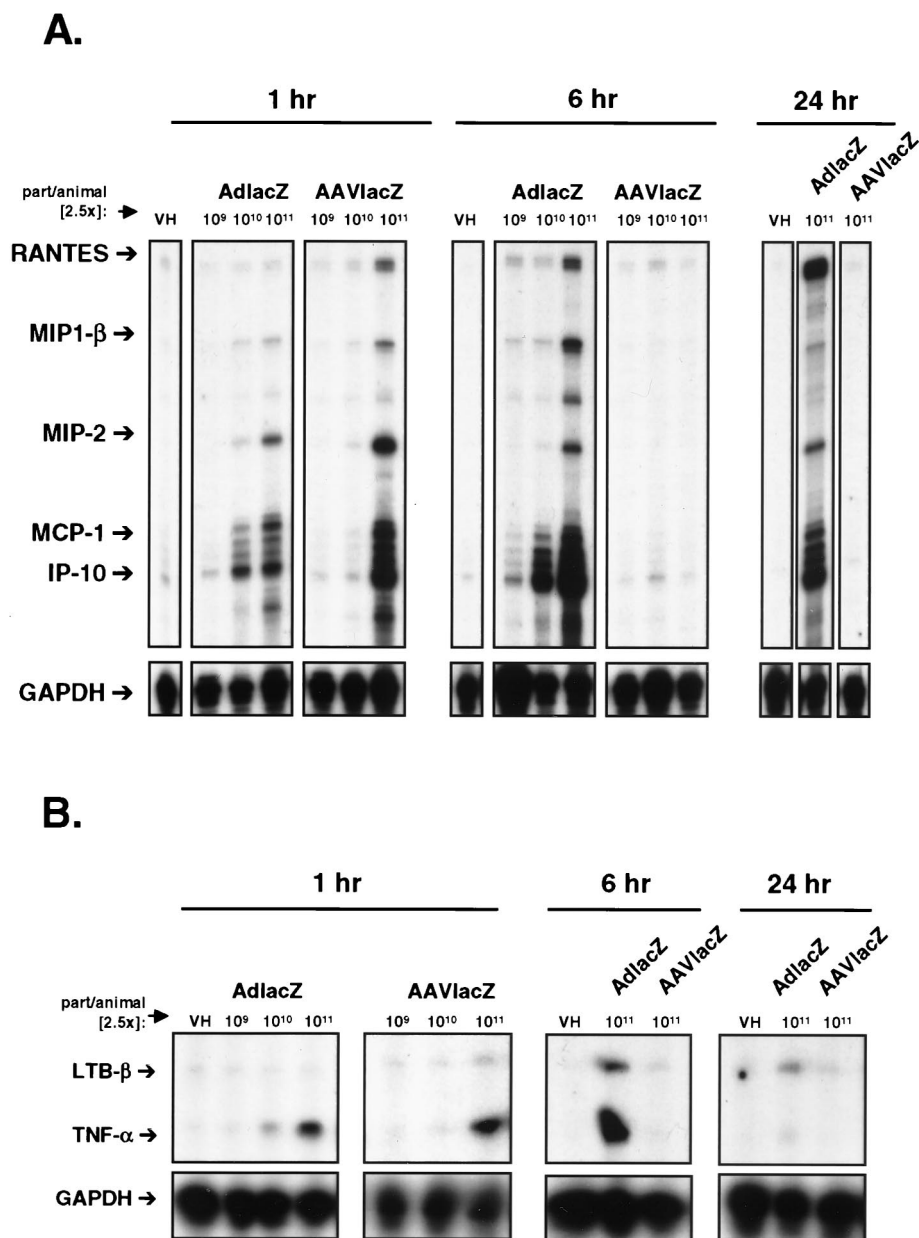 A.
1 hr 6 hr 24 hr
AdlacZ AAVlacZ
part/animal AdlacZ AAVlacZ AdlacZ AAVlacZ
[2.5x]: → VH 10⁹ 10¹⁰ 10¹¹ 10⁹ 10¹⁰ 10¹¹ VH 10⁹ 10¹⁰ 10¹¹ 10⁹ 10¹⁰ 10¹¹ VH 10¹¹ 10¹¹
RANTES →
MIP1-β →
MIP-2 →
MCP-1 →
IP-10 →
GAPDH →
B.
1 hr 6 hr 24 hr
AdlacZ AAVlacZ AdlacZ AAVlacZ
part/animal AdlacZ AAVlacZ
[2.5x]: → VH 10⁹ 10¹⁰ 10¹¹ 10⁹ 10¹⁰ 10¹¹ VH 10¹¹ 10¹¹ VH 10¹¹ 10¹¹
LTB-β →
TNF-α →
GAPDH →